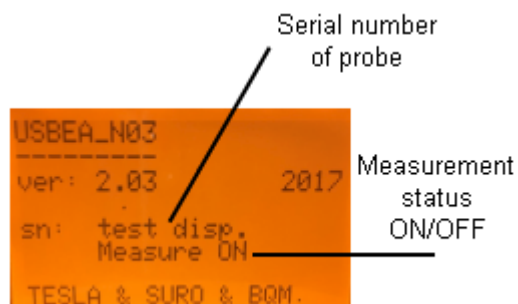 Serial number
of probe
USBEA_N03
----------
ver: 2.03 2017
sn: test disp.
Measure ON
TESLA & SURO & BQM.
Measurement
status
ON/OFF